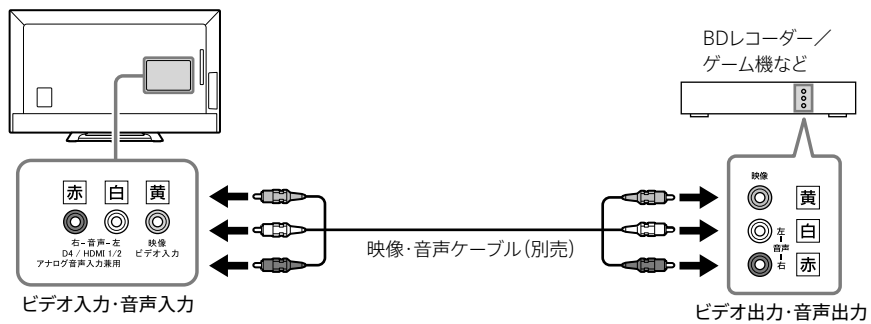 BDレコーダー／
ゲーム機など
赤 白 黄
右-音声-左 映像
D4 / HDMI 1/2 ビデオ入力
アナログ音声入力兼用
ビデオ入力・音声入力
映像・音声ケーブル（別売）
映像
黄
左 白
音声
右 赤
ビデオ出力・音声出力